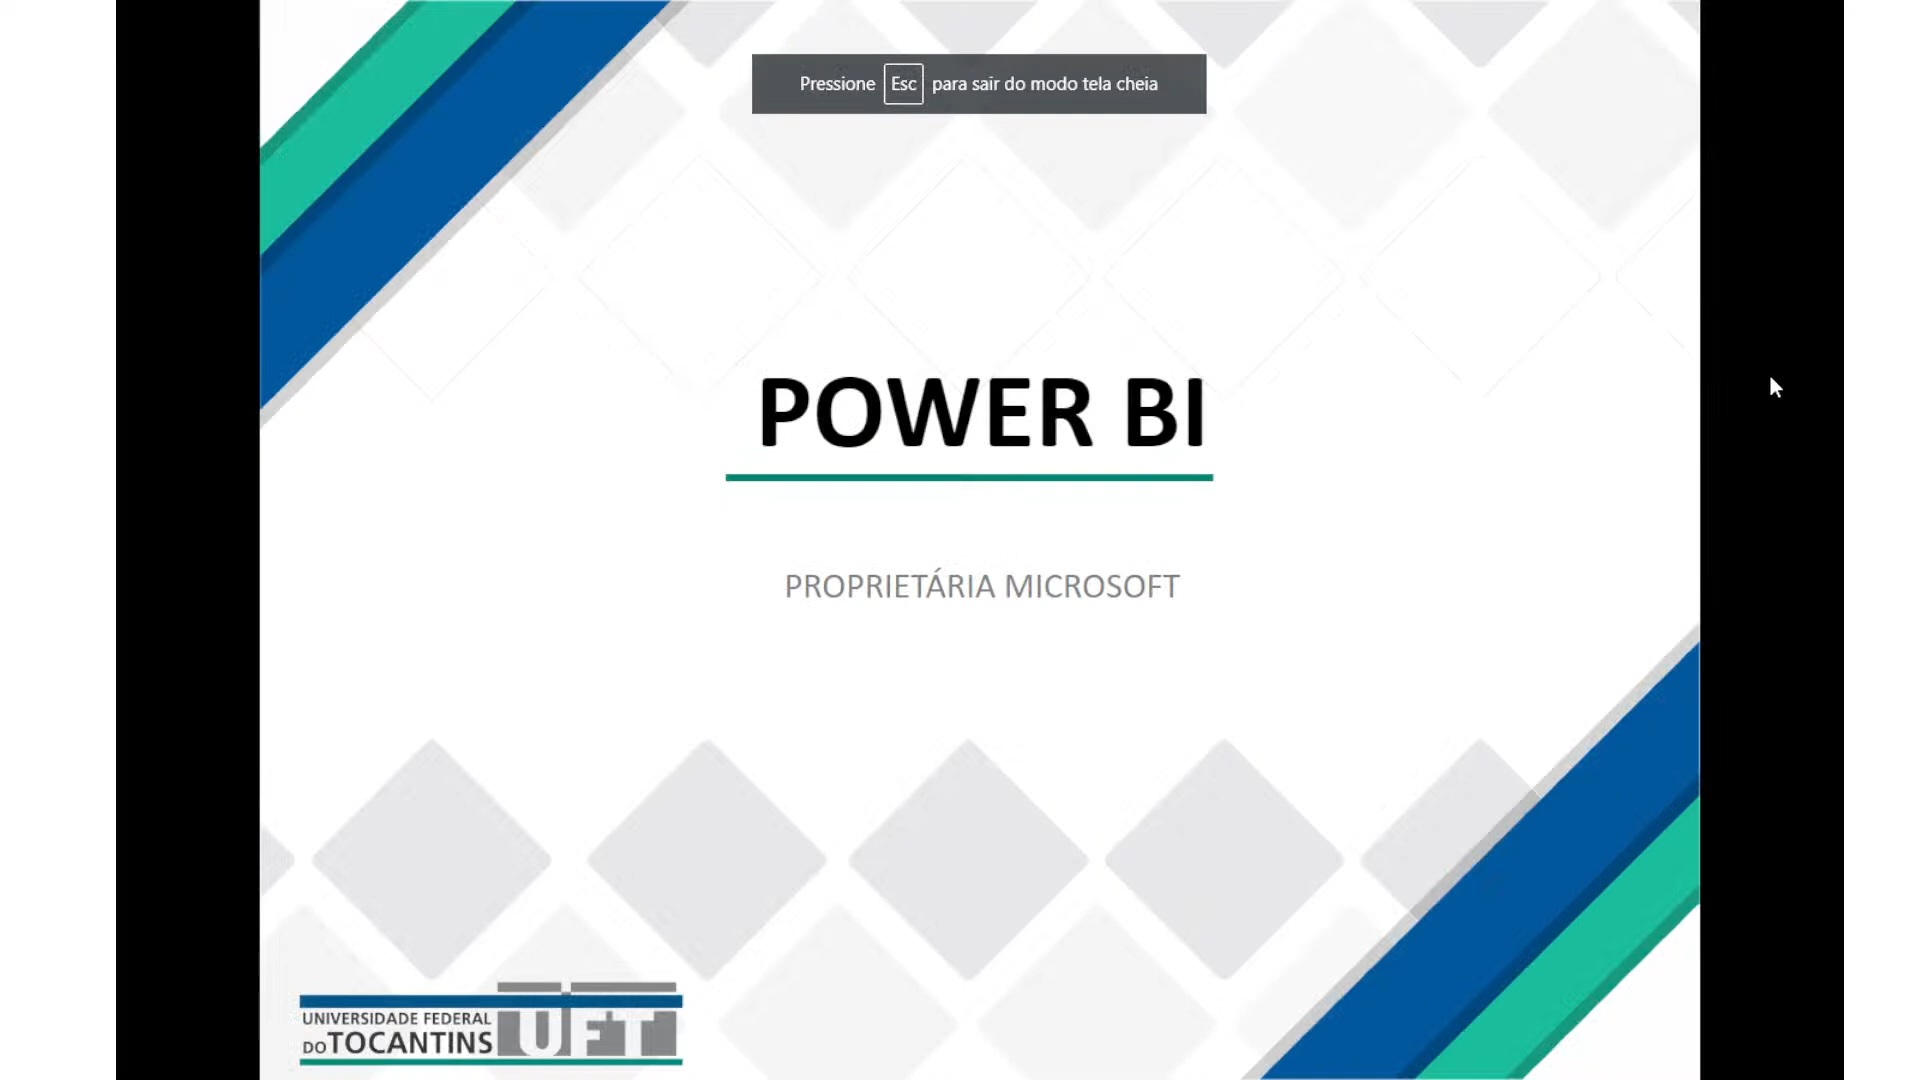 Pressione Esc para sair do modo tela cheia
POWER BI
PROPRIETÁRIA MICROSOFT
UNIVERSIDADE FEDERAL
DO TOCANTINS
UFT